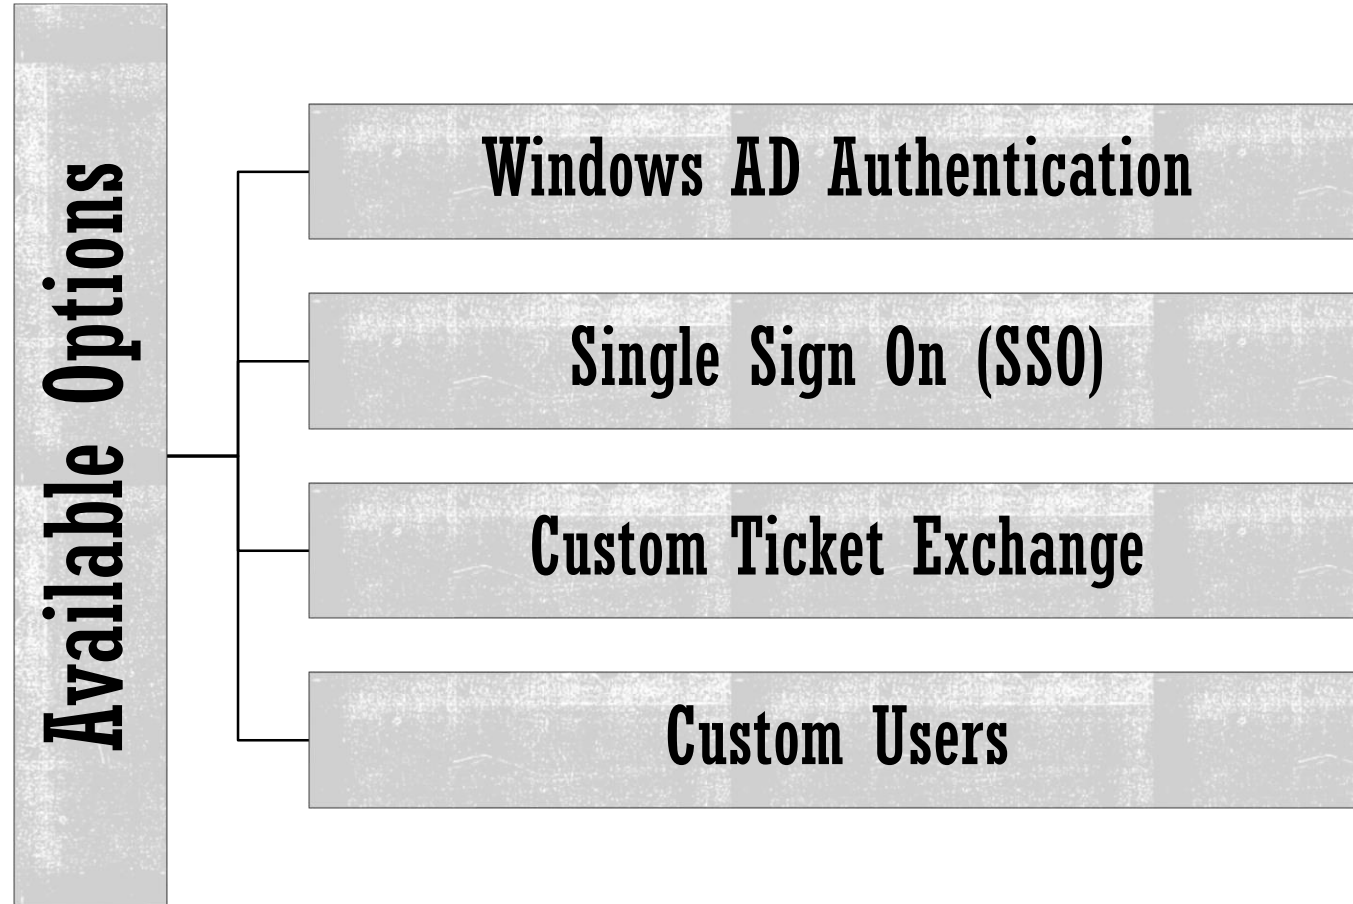 Available Options
Windows AD Authentication
Single Sign On (SSO)
Custom Ticket Exchange
Custom Users